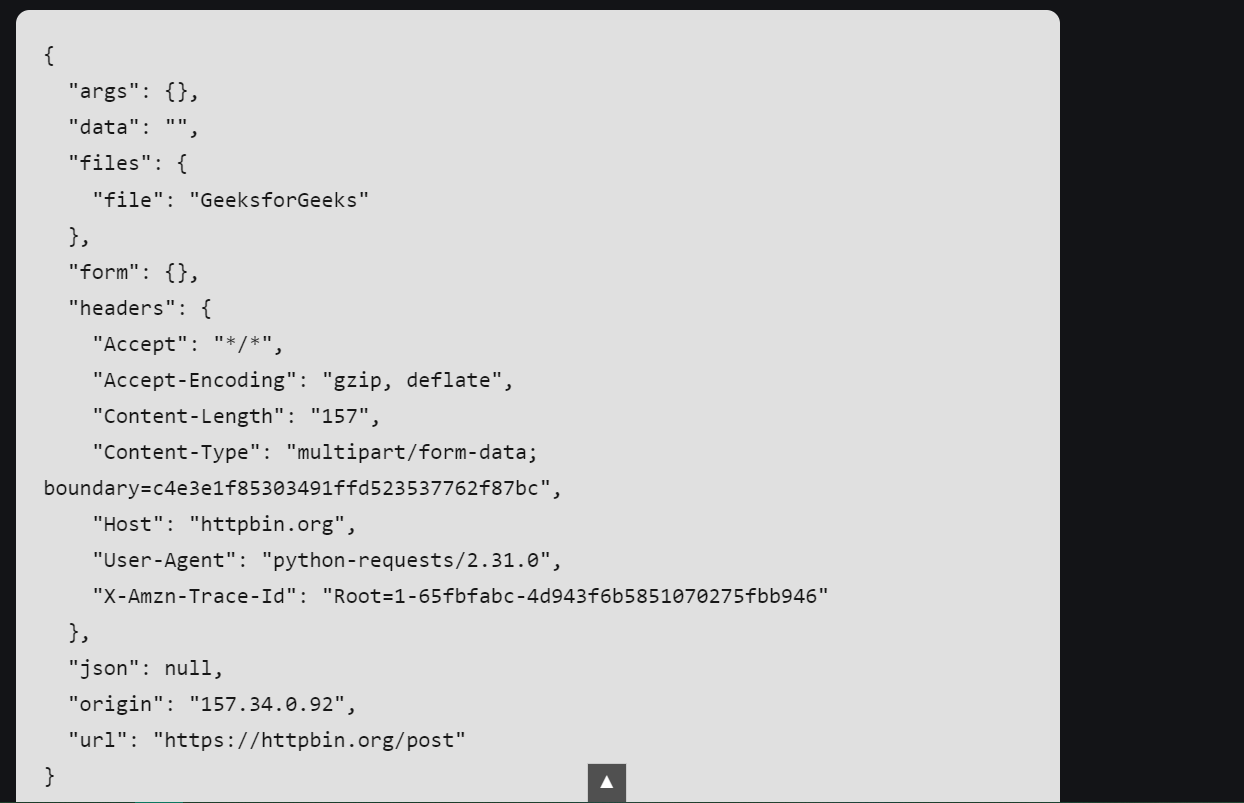 {
  "args": {},
  "data": "",
  "files": {
    "file": "GeeksforGeeks"
  },
  "form": {},
  "headers": {
    "Accept": "*/*",
    "Accept-Encoding": "gzip, deflate",
    "Content-Length": "157",
    "Content-Type": "multipart/form-data;
boundary=c4e3e1f85303491ffd523537762f87bc",
    "Host": "httpbin.org",
    "User-Agent": "python-requests/2.31.0",
    "X-Amzn-Trace-Id": "Root=1-65fbfabc-4d943f6b5851070275fbb946"
  },
  "json": null,
  "origin": "157.34.0.92",
  "url": "https://httpbin.org/post"
}